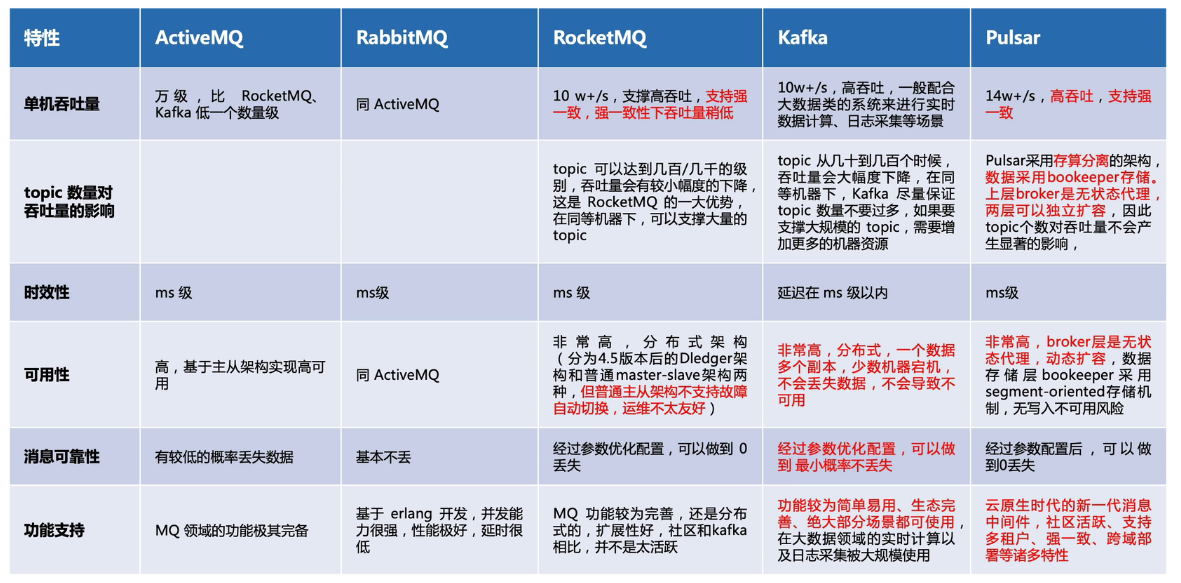 特性 ActiveMQ RabbitMQ RocketMQ Kafka Pulsar
单机吞吐量
万级，比 RocketMQ、
Kafka 低一个数量级
同 ActiveMQ
10 w+/s，支撑高吞吐，支持强
一致，强一致性下吞吐量稍低
10w+/s，高吞吐，一般配合
大数据类的系统来进行实时
数据计算、日志采集等场景
14w+/s，高吞吐，支持强
一致
topic 数量对
吞吐量的影响
topic 可以达到几百/几千的级
别，吞吐量会有较小幅度的下降，
这是 RocketMQ 的一大优势，
在同等机器下，可以支撑大量的
topic
topic 从几十到几百个时候，
吞吐量会大幅度下降，在同
等机器下，Kafka 尽量保证
topic 数量不要过多，如果要
支撑大规模的 topic，需要增
加更多的机器资源
Pulsar采用存算分离的架构，
数据采用bookeeper存储。
上层broker是无状态代理，
两层可以独立扩容，因此
topic个数对吞吐量不会产
生显著的影响，
时效性
ms 级
ms级
ms 级
延迟在 ms 级以内
ms级
可用性
高，基于主从架构实现高可
用
同 ActiveMQ
非常高，分布式架构
（分为4.5版本后的Dledger架
构和普通master-slave架构两
种，但普通主从架构不支持故障
自动切换，运维不太友好）
非常高，分布式，一个数据
多个副本，少数机器宕机，
不会丢失数据，不会导致不
可用
非常高，broker层是无状
态代理，动态扩容，数据
存储层bookeeper采用
segment-oriented存储机
制，无写入不可用风险
消息可靠性
有较低的概率丢失数据
基本不丢
经过参数优化配置，可以做到 0
丢失
经过参数优化配置，可以做
到 最小概率不丢失
经过参数配置后，可以做
到0丢失
功能支持
MQ 领域的功能极其完备
基于 erlang 开发，并发能
力很强，性能极好，延时很
低
MQ 功能较为完善，还是分布
式的，扩展性好，社区和kafka
相比，并不是太活跃
功能较为简单易用、生态完
善、绝大部分场景都可使用，
在大数据领域的实时计算以
及日志采集被大规模使用
云原生时代的新一代消息
中间件，社区活跃、支持
多租户、强一致、跨域部
署等诸多特性